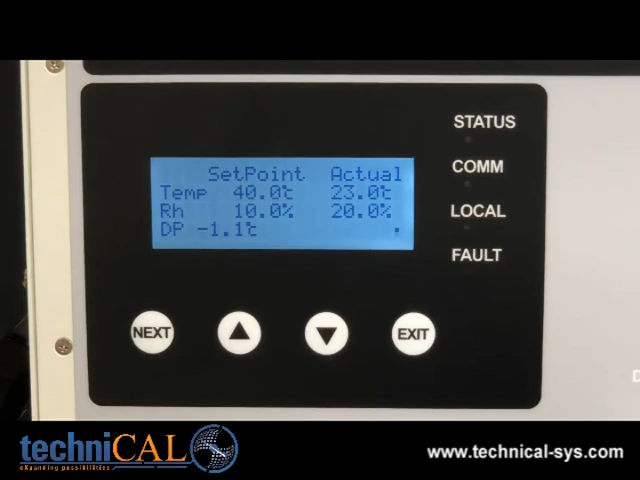 SetPoint Actual
Temp 40.0℃ 23.0℃
Rh 10.0% 20.0%
DP -1.1℃
STATUS
COMM
LOCAL
FAULT
NEXT
EXIT
D
techniCAL
eXpanding possibilities
www.technical-sys.com